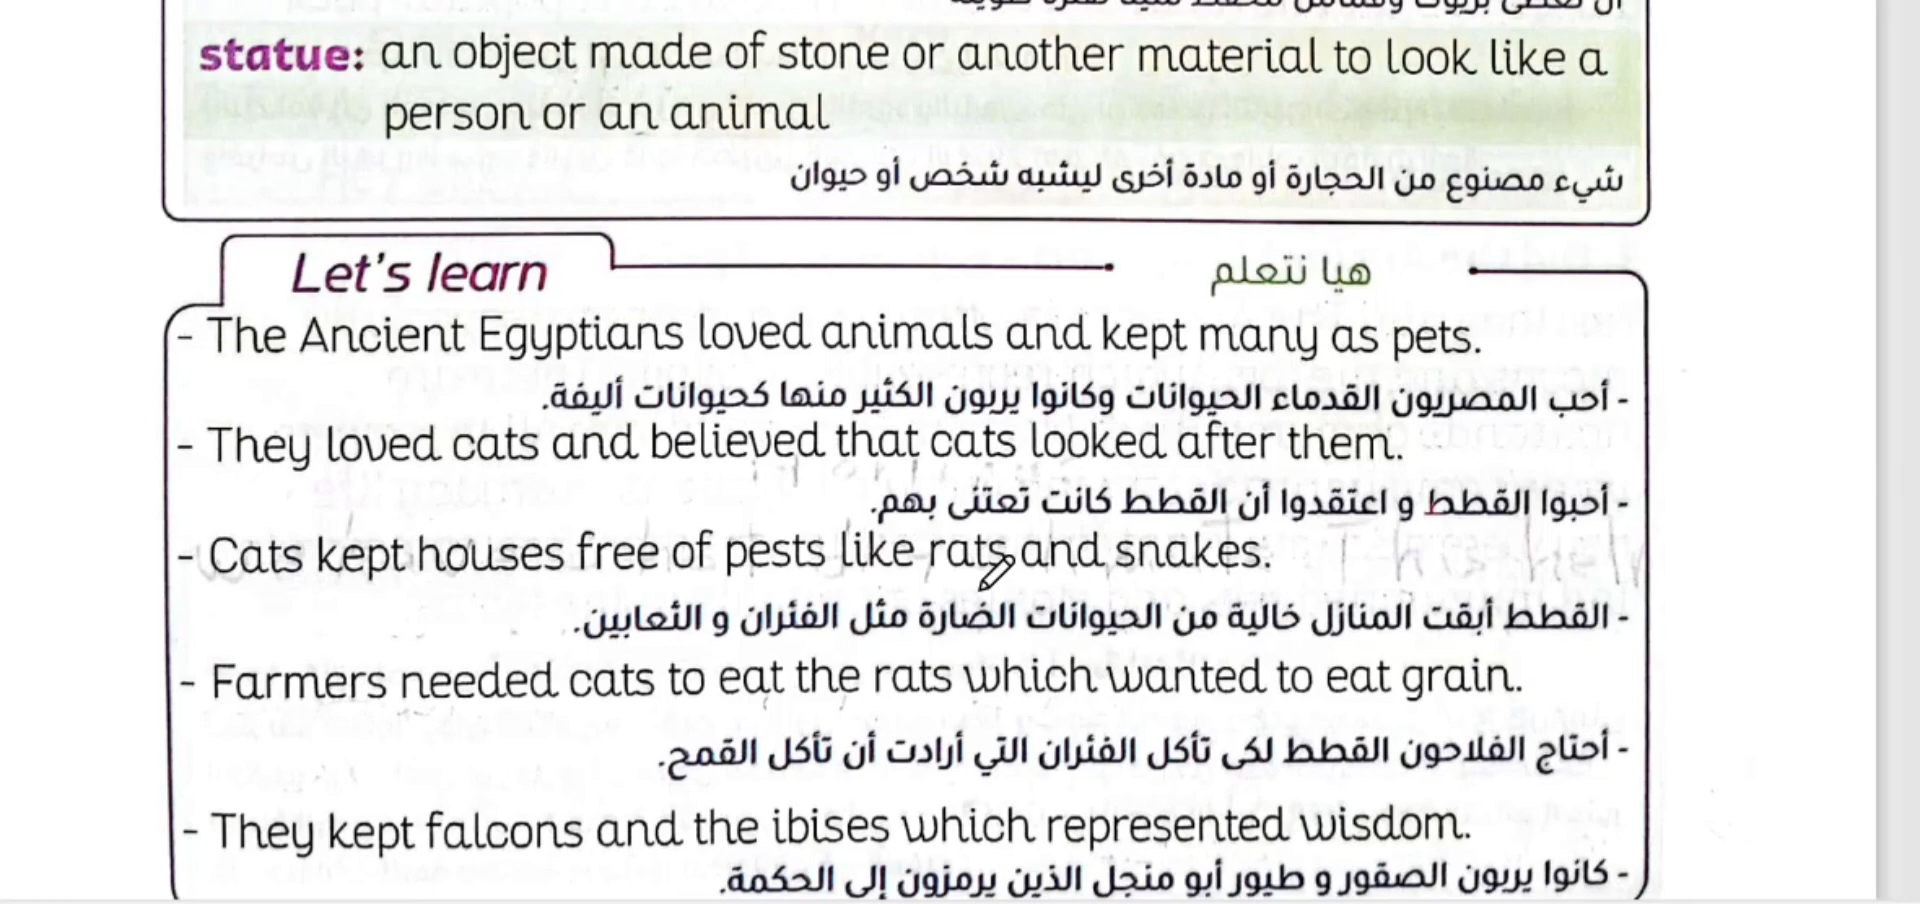 statue: an object made of stone or another material to look like a
person or an animal
شيء مصنوع من الحجارة أو مادة أخرى ليشبه شخص أو حيوان
Let's learn هيا نتعلم
- The Ancient Egyptians loved animals and kept many as pets.
- أحب المصريون القدماء الحيوانات وكانوا يربون الكثير منها كحيوانات أليفة.
- They loved cats and believed that cats looked after them.
- أحبوا القطط و اعتقدوا أن القطط كانت تعتنى بهم.
- Cats kept houses free of pests like rats and snakes.
- القطط أبقت المنازل خالية من الحيوانات الضارة مثل الفئران و الثعابين.
- Farmers needed cats to eat the rats which wanted to eat grain.
- أحتاج الفلاحون القطط لكى تأكل الفئران التي أرادت أن تأكل القمح.
- They kept falcons and the ibises which represented wisdom.
- كانوا يربون الصقور و طيور أبو منجل الذين يرمزون إلى الحكمة.